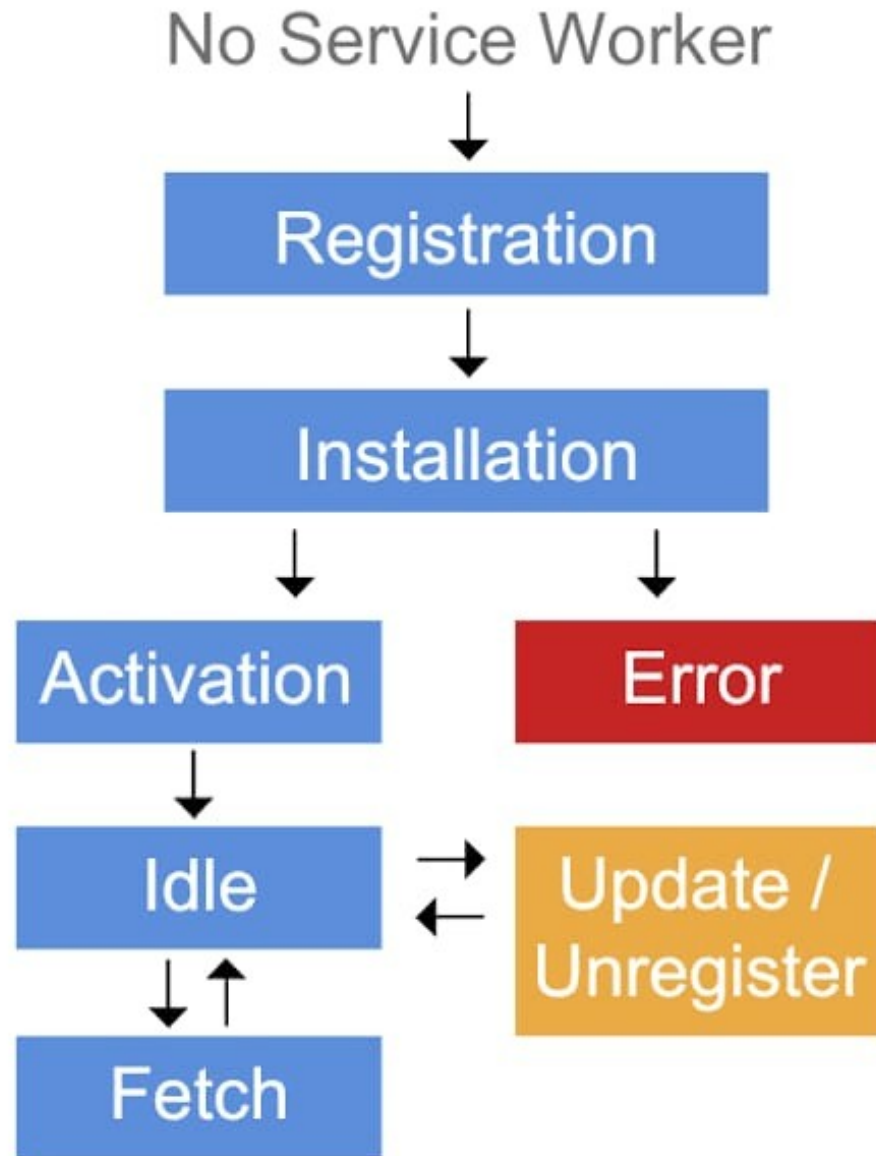 No Service Worker
Registration
Installation
Activation
Error
Idle
Update /
Unregister
Fetch